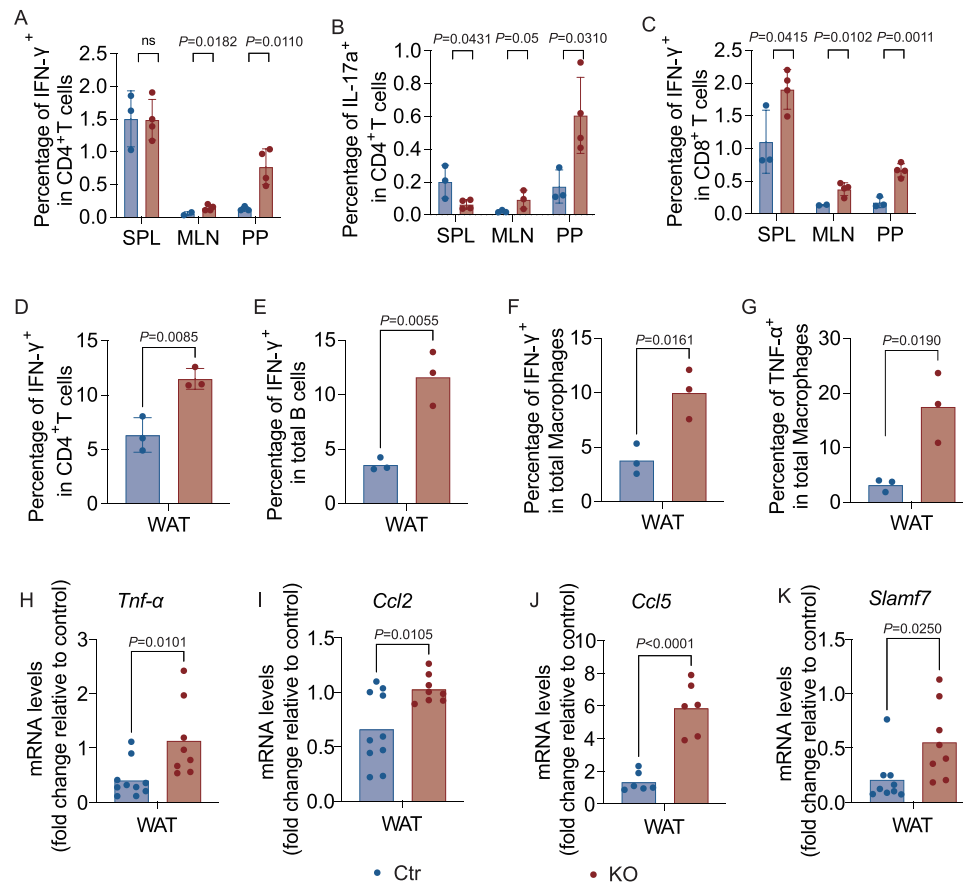 A
Percentage of IFN-γ+
in CD4+T cells
ns
P=0.0182
P=0.0110
2.5
2.0
1.5
1.0
0.5
0.0
SPL
MLN
PP
B
Percentage of IL-17a+
in CD4+T cells
P=0.0431
P=0.05
P=0.0310
1.0
0.8
0.6
0.4
0.2
0.0
SPL
MLN
PP
C
Percentage of IFN-γ+
in CD8+T cells
P=0.0415
P=0.0102
P=0.0011
2.5
2.0
1.5
1.0
0.5
0.0
SPL
MLN
PP
D
Percentage of IFN-γ+
in CD4+T cells
P=0.0085
15
10
5
0
WAT
E
Percentage of IFN-γ+
in total B cells
P=0.0055
15
10
5
0
WAT
F
Percentage of IFN-γ+
in total Macrophages
P=0.0161
15
10
5
0
WAT
G
Percentage of TNF-α+
in total Macrophages
P=0.0190
30
20
10
0
WAT
H
Tnf-α
mRNA levels
(fold change relative to control)
P=0.0101
3
2
1
0
WAT
I
Ccl2
mRNA levels
(fold change relative to control)
P=0.0105
1.5
1.0
0.5
0.0
WAT
J
Ccl5
mRNA levels
(fold change relative to control)
P<0.0001
10
8
6
4
2
0
WAT
K
Slamf7
mRNA levels
(fold change relative to control)
P=0.0250
1.5
1.0
0.5
0.0
WAT
Ctr
KO